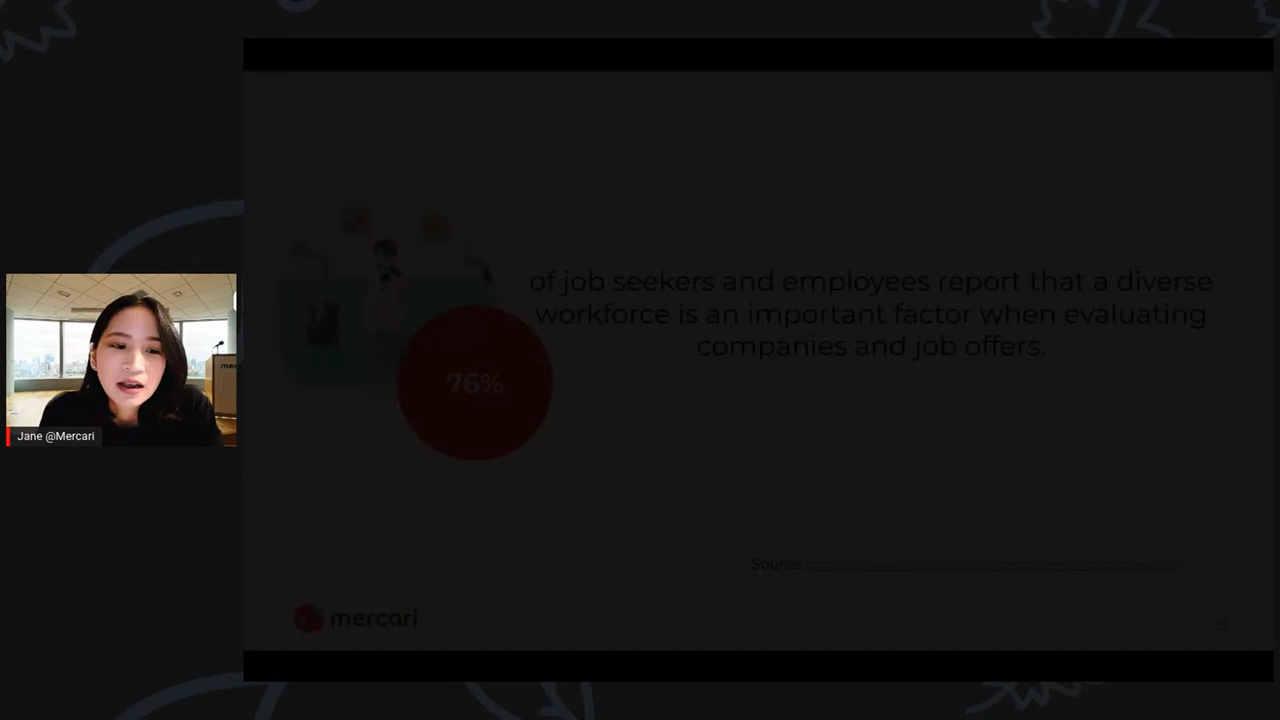 of job seekers and employees report that a diverse
workforce is an important factor when evaluating
companies and job offers.
76%
mer
Jane @Mercari
Source:
mercari